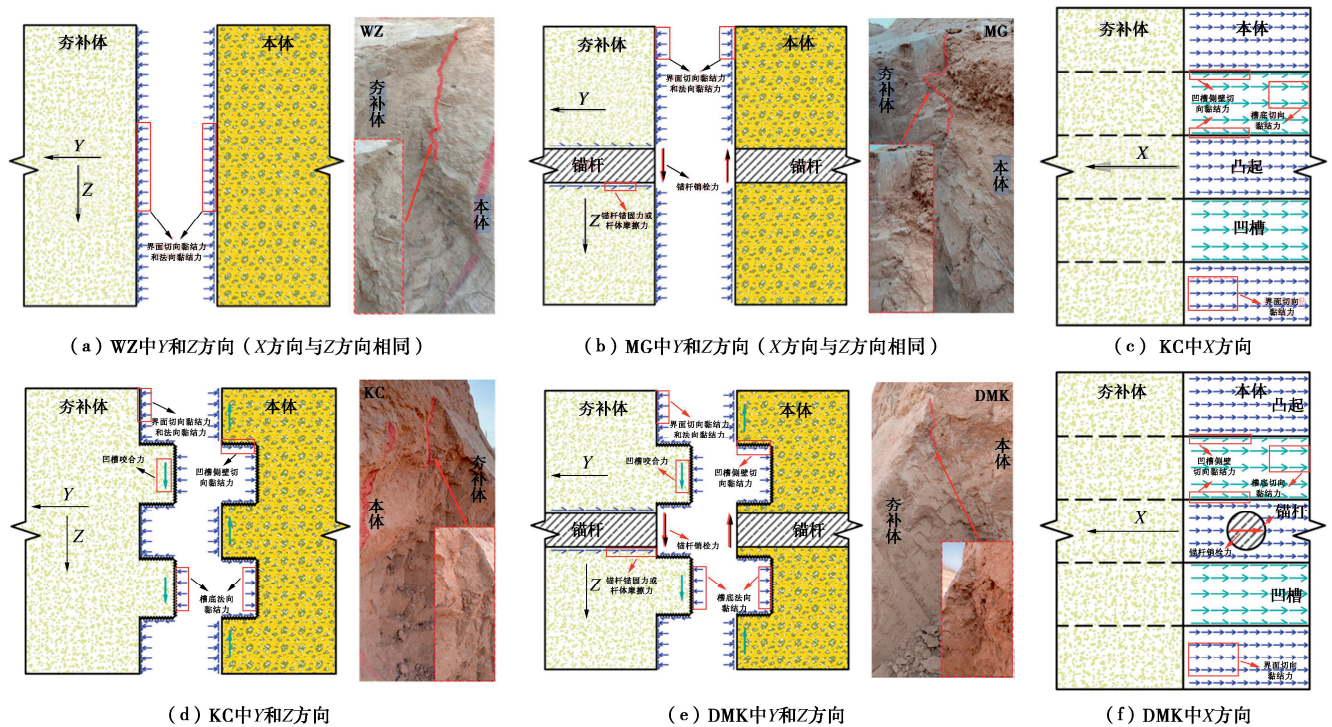 夯补体
本体
Y
Z
界面切向黏结力
和法向黏结力
WZ
夯补体
本体
(a) WZ中Y和Z方向(X方向与Z方向相同)
夯补体
本体
界面切向黏结力
和法向黏结力
Y
锚杆
锚杆
锚杆销栓力
锚杆锚固力或
杆体摩擦力
Z
MG
夯补体
本体
(b) MG中Y和Z方向(X方向与Z方向相同)
夯补体
本体
凹槽侧壁切
向黏结力
槽底切向
黏结力
X
凸起
凹槽
界面切向
黏结力
(c) KC中X方向
夯补体
本体
界面切向黏结力
和法向黏结力
凹槽咬合力
凹槽侧壁切
向黏结力
Y
Z
槽底法向
黏结力
KC
夯补体
本体
(d) KC中Y和Z方向
夯补体
本体
界面切向黏结力
和法向黏结力
凹槽咬合力
凹槽侧壁切
向黏结力
Y
锚杆
锚杆
锚杆销栓力
锚杆锚固力或
杆体摩擦力
Z
槽底法向
黏结力
DMK
本体
夯补体
(e) DMK中Y和Z方向
夯补体
本体
凸起
凹槽侧壁切
向黏结力
槽底切向
黏结力
X
锚杆
锚杆销栓力
凹槽
界面切向
黏结力
(f) DMK中X方向